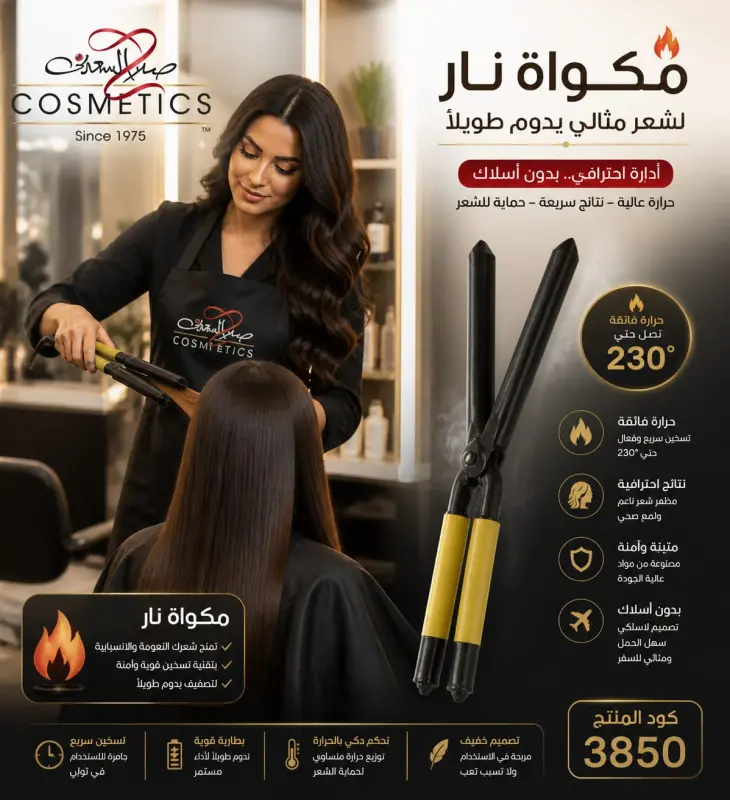 صلاح السعدني
COSMETICS™
Since 1975
مكواة نار
لشعر مثالي يدوم طويلاً
أدارة احترافي.. بدون أسلاك
حرارة عالية – نتائج سريعة – حماية للشعر
COSMETICS
حرارة فائقة
تصل حتي
230°
حرارة فائقة
تسخين سريع وفعال
حتي 230°
نتائج احترافية
مظهر شعر ناعم
ولمع صحي
متينة وآمنة
مصنوعة من مواد
عالية الجودة
بدون أسلاك
تصميم لاسلكي
سهل الحمل
ومثالي للسفر
مكواة نار
تمنح شعرك النعومة والانسيابية
بتقنية تسخين قوية وآمنة
لتصفيف يدوم طويلاً
كود المنتج
3850
تصميم خفيف
مريحة في الاستخدام
ولا تسبب تعب
تحكم ذكي بالحرارة
توزيع حرارة متساوي
لحماية الشعر
بطارية قوية
تدوم طويلاً لأداء
مستمر
تسخين سريع
جاهزة للاستخدام
في ثواني